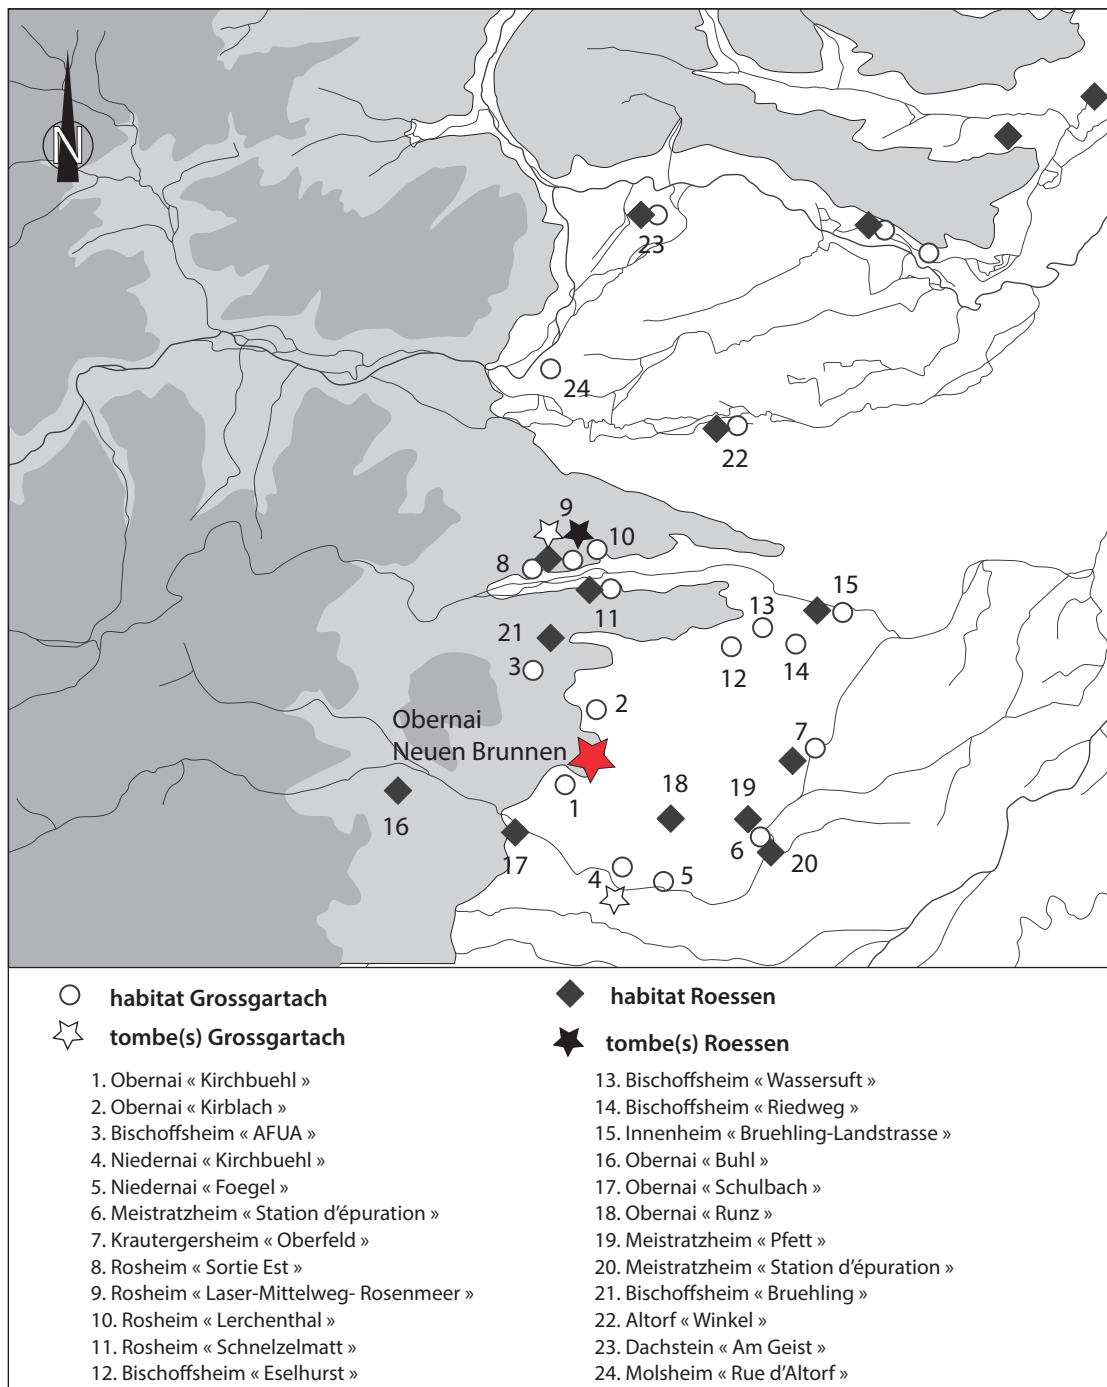 N
23
24
22
9
10
8
11
15
13
21
3
12
14
2
Obernai
Neuen Brunnen
7
1
18
19
16
17
6
20
4
5
habitat Grossgartach
habitat Roessen
tombe(s) Grossgartach
tombe(s) Roessen
1. Obernai « Kirchbuehl »
2. Obernai « Kirblach »
3. Bischoffsheim « AFUA »
4. Niedernai « Kirchbuehl »
5. Niedernai « Foegel »
6. Meistratzheim « Station d’épuration »
7. Krautergersheim « Oberfeld »
8. Rosheim « Sortie Est »
9. Rosheim « Laser-Mittelweg- Rosenmeer »
10. Rosheim « Lerchenthal »
11. Rosheim « Schnelzelmatt »
12. Bischoffsheim « Eselhurst »
13. Bischoffsheim « Wassersuft »
14. Bischoffsheim « Riedweg »
15. Innenheim « Bruehling-Landstrasse »
16. Obernai « Buhl »
17. Obernai « Schulbach »
18. Obernai « Runz »
19. Meistratzheim « Pfett »
20. Meistratzheim « Station d’épuration »
21. Bischoffsheim « Bruehling »
22. Altorf « Winkel »
23. Dachstein « Am Geist »
24. Molsheim « Rue d’Altorf »